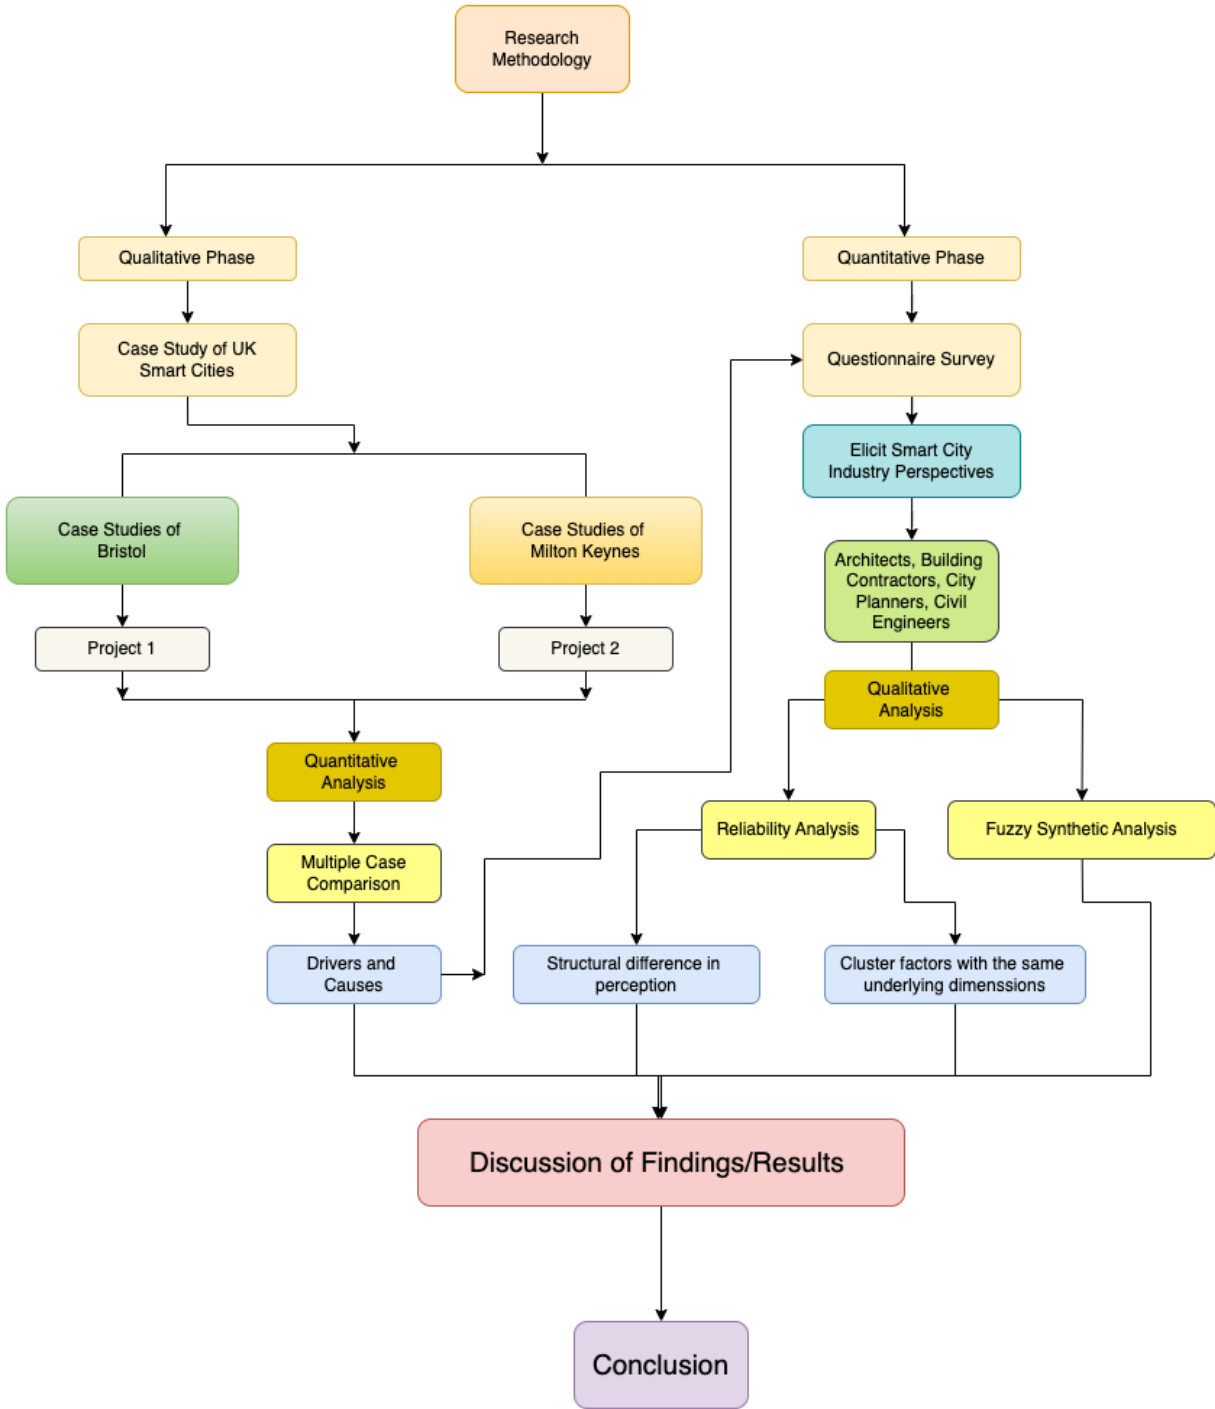 Research
Methodology
Qualitative Phase
Quantitative Phase
Case Study of UK
Smart Cities
Questionnaire Survey
Elicit Smart City
Industry Perspectives
Case Studies of
Bristol
Case Studies of
Milton Keynes
Architects, Building
Contractors, City
Planners, Civil
Engineers
Project 1
Project 2
Qualitative
Analysis
Quantitative
Analysis
Reliability Analysis
Fuzzy Synthetic Analysis
Multiple Case
Comparison
Drivers and
Causes
Structural difference in
perception
Cluster factors with the same
underlying dimenssions
Discussion of Findings/Results
Conclusion